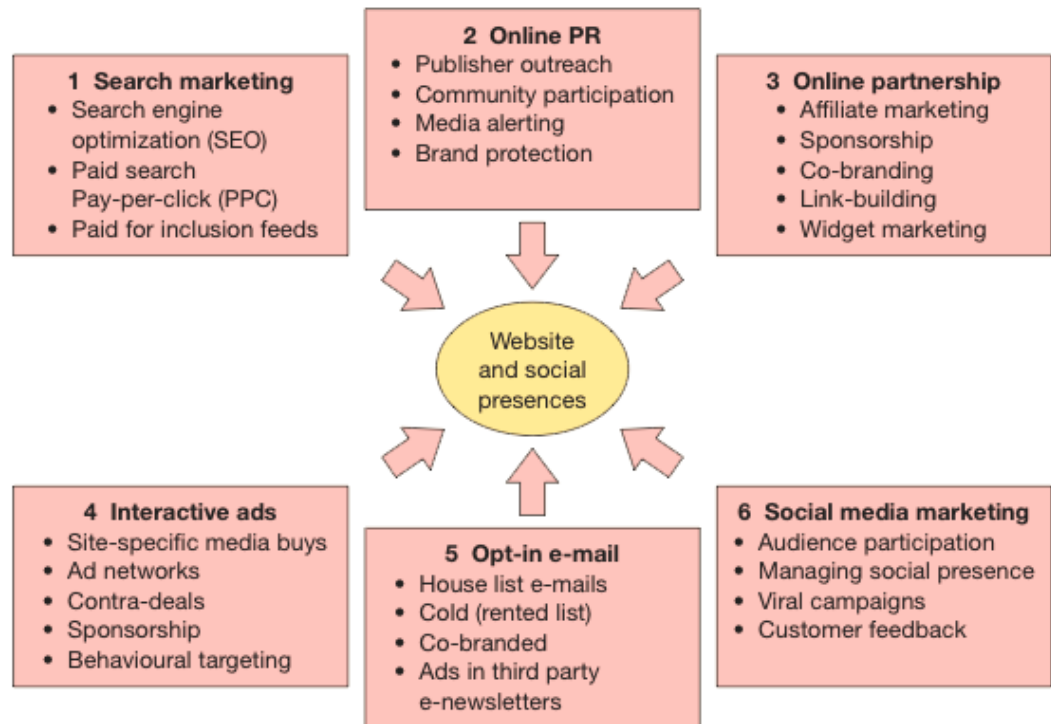 1 Search marketing
• Search engine
optimization (SEO)
• Paid search
Pay-per-click (PPC)
• Paid for inclusion feeds
2 Online PR
• Publisher outreach
• Community participation
• Media alerting
• Brand protection
3 Online partnership
• Affiliate marketing
• Sponsorship
• Co-branding
• Link-building
• Widget marketing
Website
and social
presences
4 Interactive ads
• Site-specific media buys
• Ad networks
• Contra-deals
• Sponsorship
• Behavioural targeting
5 Opt-in e-mail
• House list e-mails
• Cold (rented list)
• Co-branded
• Ads in third party
e-newsletters
6 Social media marketing
• Audience participation
• Managing social presence
• Viral campaigns
• Customer feedback